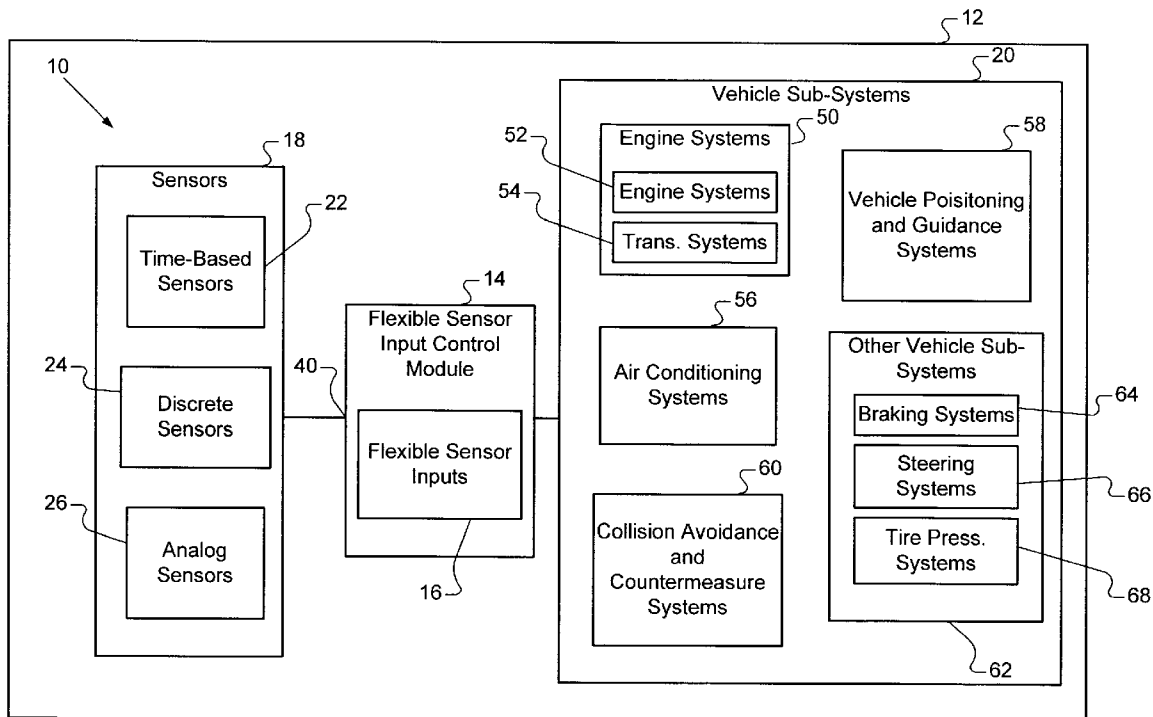 12
10
20
Vehicle Sub-Systems
18
Sensors
22
Time-Based
Sensors
24
Discrete
Sensors
26
Analog
Sensors
14
Flexible Sensor
Input Control
Module
40
Flexible Sensor
Inputs
16
50
Engine Systems
52
Engine Systems
54
Trans. Systems
58
Vehicle Poisitoning
and Guidance
Systems
56
Air Conditioning
Systems
60
Collision Avoidance
and
Countermeasure
Systems
Other Vehicle Sub-
Systems
Braking Systems
64
Steering
Systems
66
Tire Press.
Systems
68
62